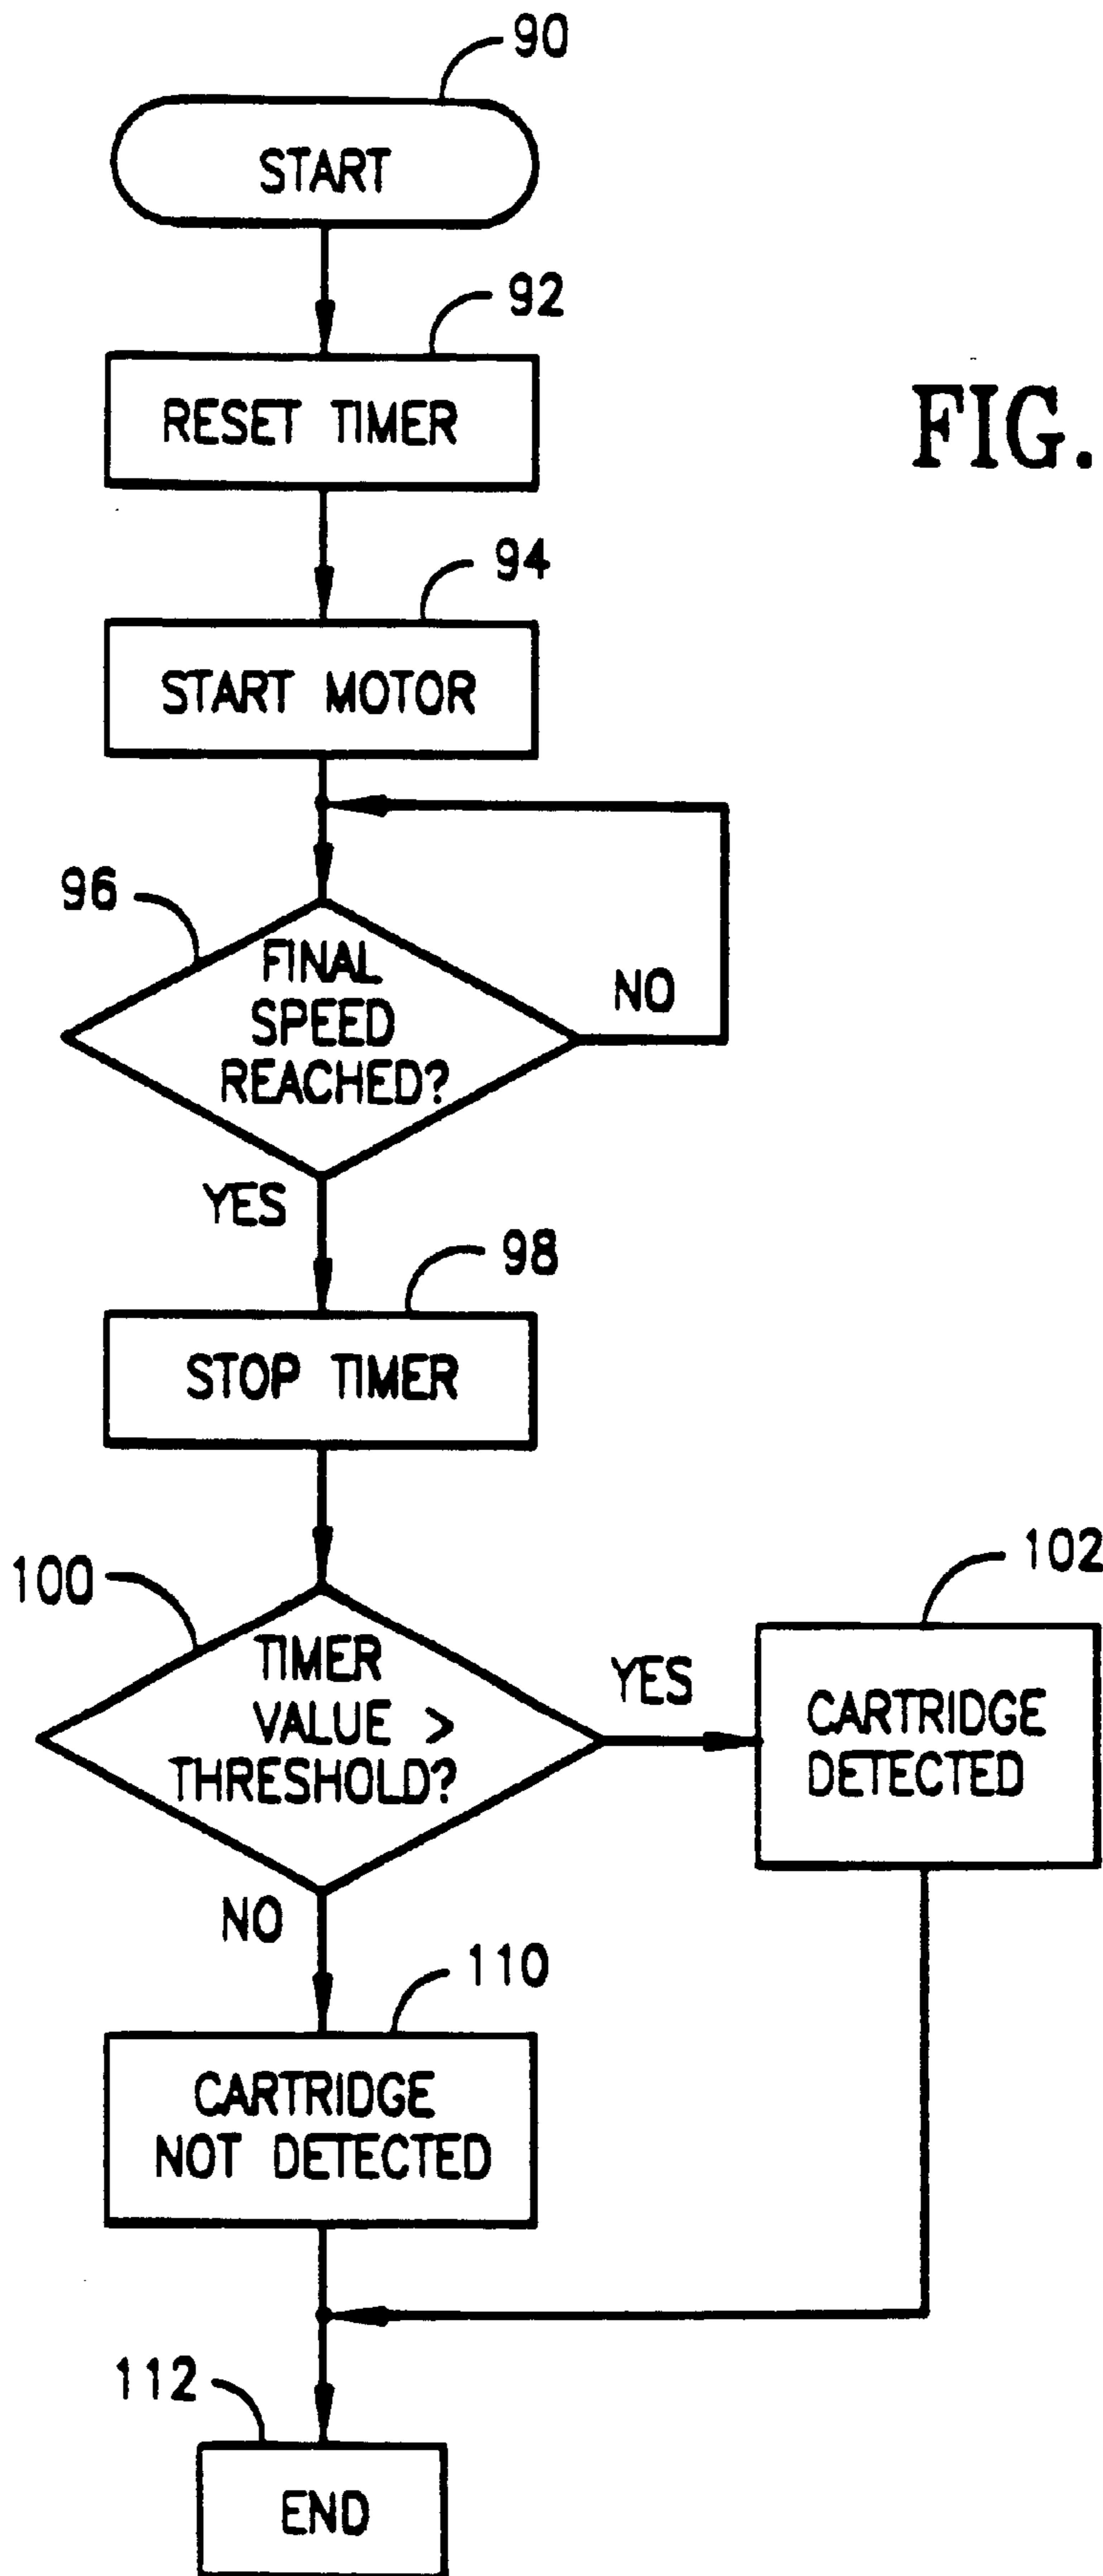 90
START
92
RESET TIMER
FIG.
94
START MOTOR
96
FINAL
SPEED
REACHED?
NO
YES
98
STOP TIMER
100
TIMER
VALUE >
THRESHOLD?
YES
102
CARTRIDGE
DETECTED
NO
110
CARTRIDGE
NOT DETECTED
112
END